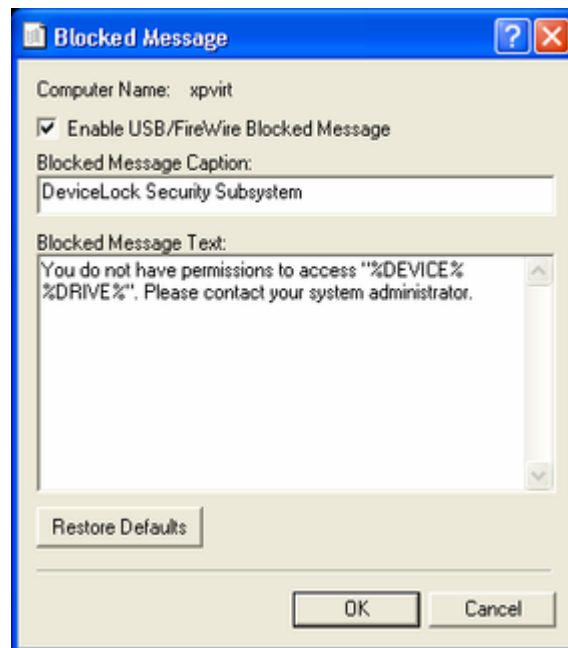 Blocked Message
Computer Name: xpvirt
Enable USB/FireWire Blocked Message
Blocked Message Caption:
DeviceLock Security Subsystem
Blocked Message Text:
You do not have permissions to access "%DEVICE%
%DRIVE%". Please contact your system administrator.
Restore Defaults
OK Cancel